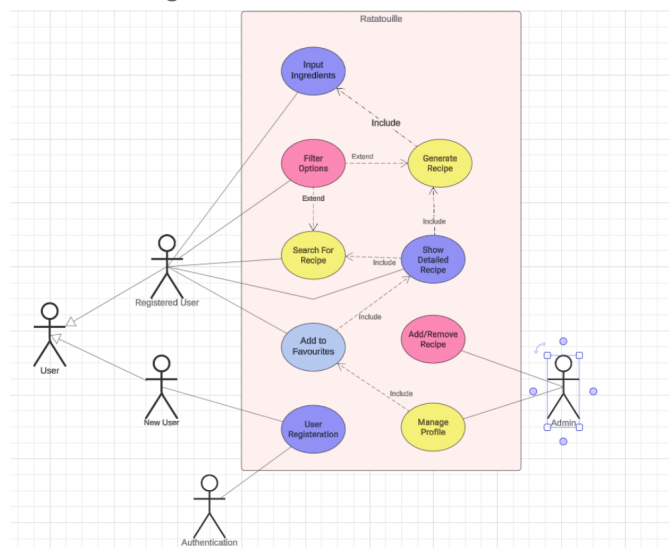 Ratatouille
Input
Ingredients
Include
Filter
Options
Extend
Generate
Recipe
Extend
Include
Search For
Recipe
Include
Show
Detailed
Recipe
Registered User
Include
Add to
Favourites
Add/Remove
Recipe
User
Include
New User
User
Registeration
Manage
Profile
Admin
Authentication